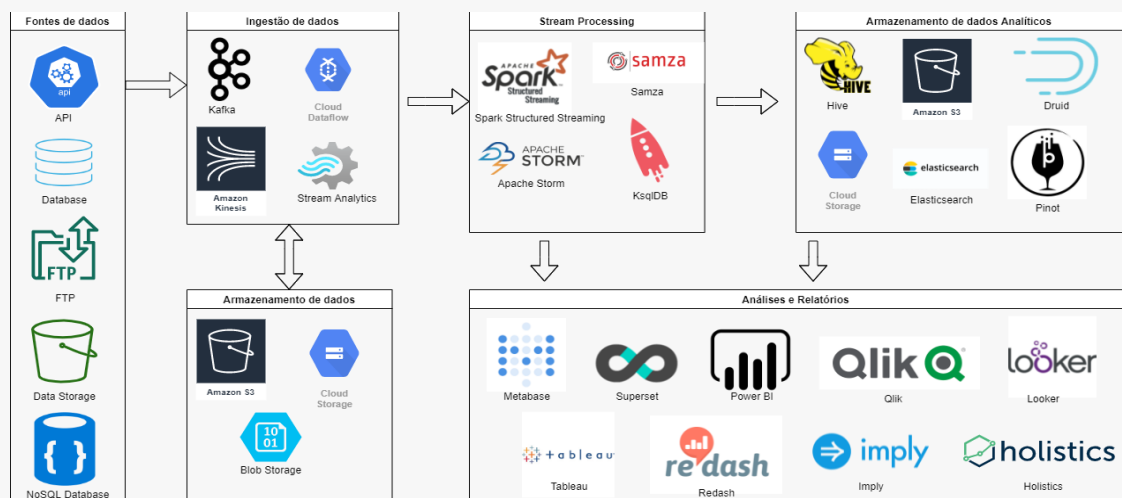 Fontes de dados
api
API
Database
FTP
FTP
Data Storage
{ }
NoSQL Database
Ingestão de dados
Kafka
Cloud
Dataflow
Amazon
Kinesis
Stream Analytics
Armazenamento de dados
Amazon S3
Cloud
Storage
10
01
Blob Storage
Stream Processing
APACHE
Spark
Structured
Streaming
Spark Structured Streaming
samza
Samza
APACHE
STORM
Apache Storm
KsqlDB
Armazenamento de dados Analíticos
HIVE
Hive
Amazon S3
Druid
Cloud
Storage
elasticsearch
Elasticsearch
p
Pinot
Análises e Relatórios
Metabase
Superset
Power BI
Qlik Q
Qlik
looker
Looker
+ a b l e a u
Tableau
redash
Redash
imply
Imply
holistics
Holistics